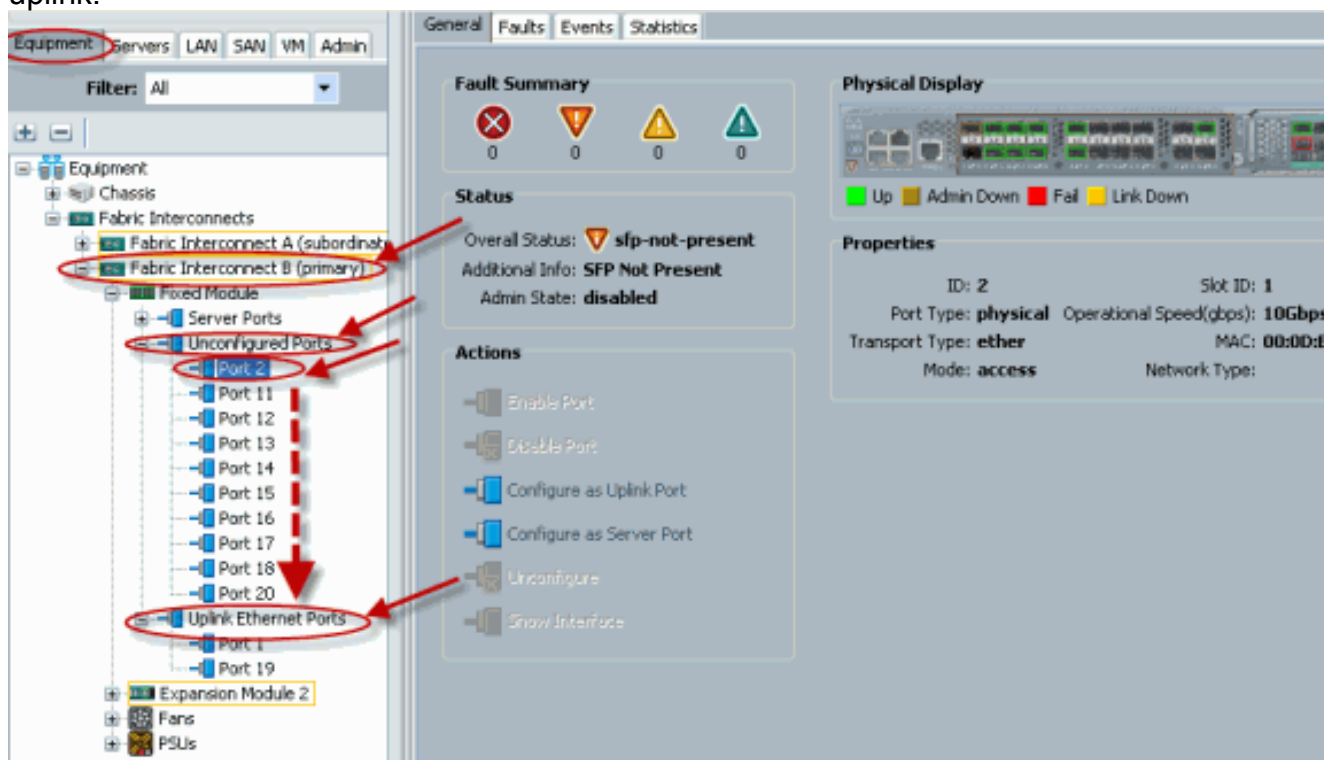 uplink.
Equipment Servers LAN SAN VM Admin
Filter: All
Equipment
Chassis
Fabric Interconnects
Fabric Interconnect A (subordinate
Fabric Interconnect B (primary)
Fixed Module
Server Ports
Unconfigured Ports
Port 2
Port 11
Port 12
Port 13
Port 14
Port 15
Port 16
Port 17
Port 18
Port 20
Uplink Ethernet Ports
Port 1
Port 19
Expansion Module 2
Fans
PSUs
General Faults Events Statistics
Fault Summary
0 0 0 0
Status
Overall Status: sfp-not-present
Additional Info: SFP Not Present
Admin State: disabled
Actions
Enable Port
Disable Port
Configure as Uplink Port
Configure as Server Port
Unconfigure
Show Interface
Physical Display
Up Admin Down Fail Link Down
Properties
ID: 2 Slot ID: 1
Port Type: physical Operational Speed(gbps): 10Gbps
Transport Type: ether MAC: 00:0D:E
Mode: access Network Type: